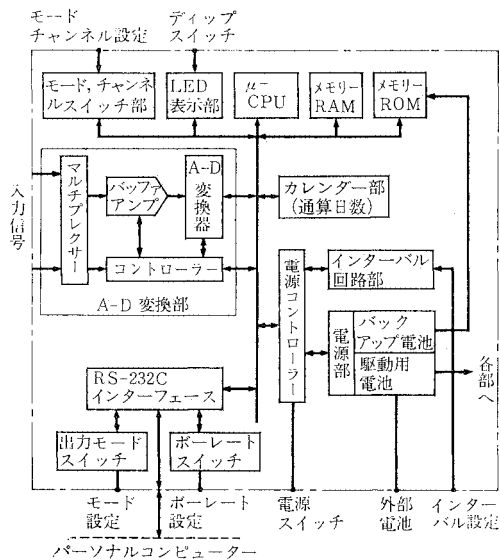 モード
チャンネル設定
ディップ
スイッチ
モード,チャンネ
ルスイッチ部
LED
表示部
μ-
CPU
メモリー
RAM
メモリー
ROM
入力信号
マルチプレクサー
バッファ
アンプ
A-D
変換器
コントローラー
A-D 変換部
カレンダー部
(通算日数)
電源コントローラー
インターバル
回路部
電源部
バック
アップ電池
駆動用
電池
各部へ
RS-232C
インターフェース
出力モード
スイッチ
ボーレート
スイッチ
モード
設定
ボーレート
設定
電源
スイッチ
外部
電池
インター
バル設定
パーソナルコンピューター